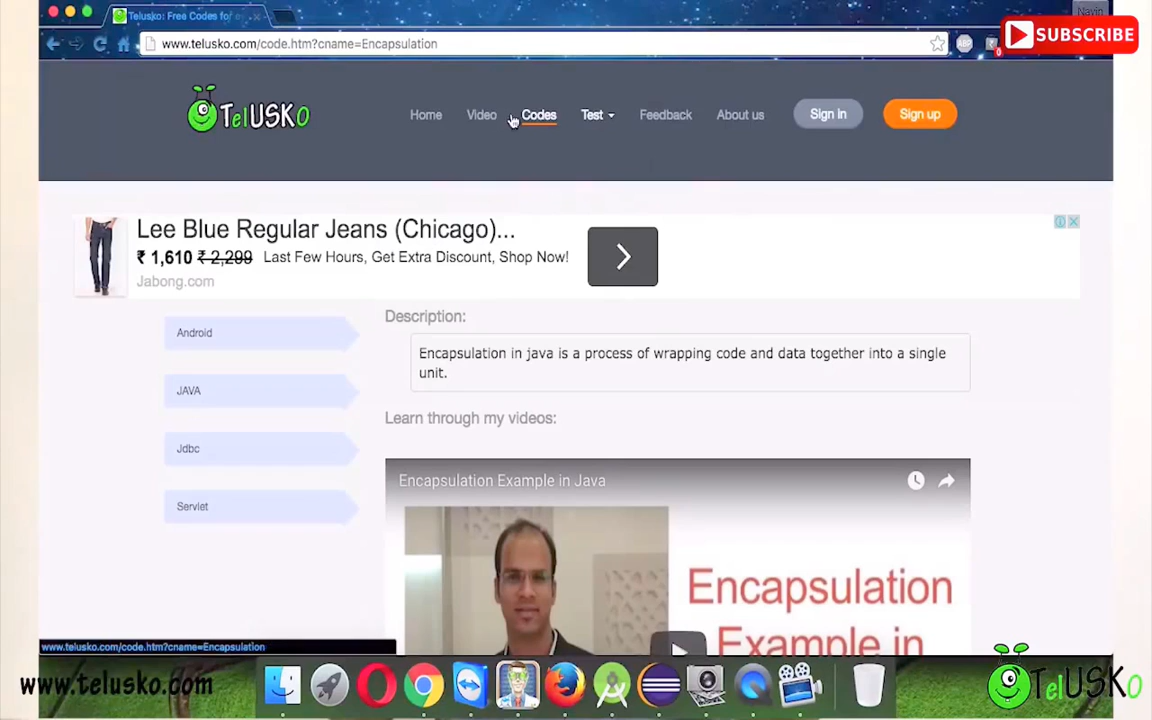 Telusko: Free Codes for e
Navin
www.telusko.com/code.htm?cname=Encapsulation
ABP
0
SUBSCRIBE
TelUSKO
Home Video Codes Test Feedback About us Sign in Sign up
Lee Blue Regular Jeans (Chicago)...
₹ 1,610 ₹ 2,299 Last Few Hours, Get Extra Discount, Shop Now!
Jabong.com
Android
JAVA
Jdbc
Servlet
Description:
Encapsulation in java is a process of wrapping code and data together into a single
unit.
Learn through my videos:
Encapsulation Example in Java
Encapsulation
Example in
www.telusko.com/code.htm?cname=Encapsulation
www.telusko.com
TelUSKO